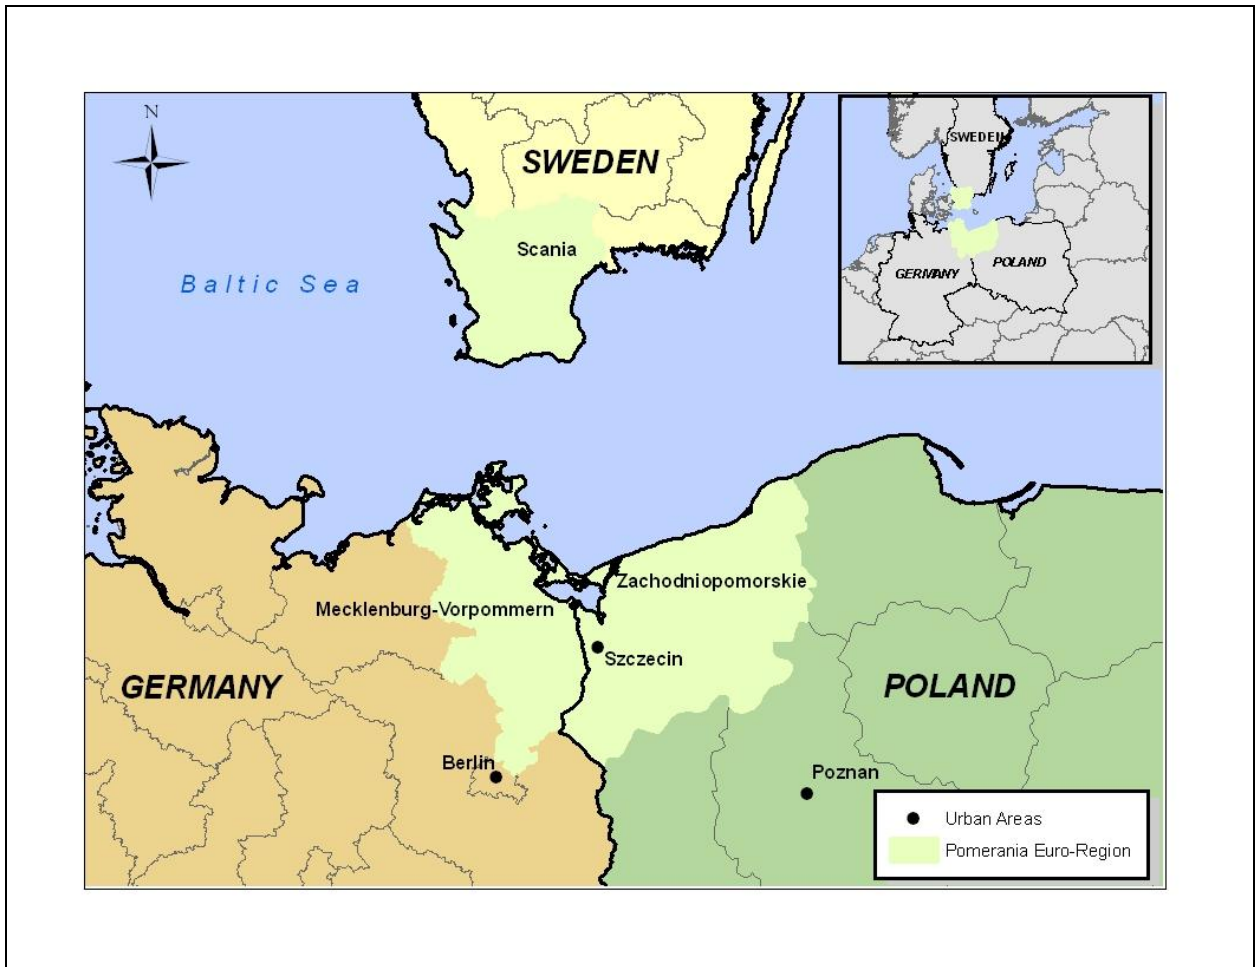 N
SWEDEN
SWEDEN
Scania
Baltic Sea
GERMANY
POLAND
Zachodniopomorskie
Mecklenburg-Vorpommern
Szczecin
GERMANY
POLAND
Berlin
Poznan
Urban Areas
Pomerania Euro-Region